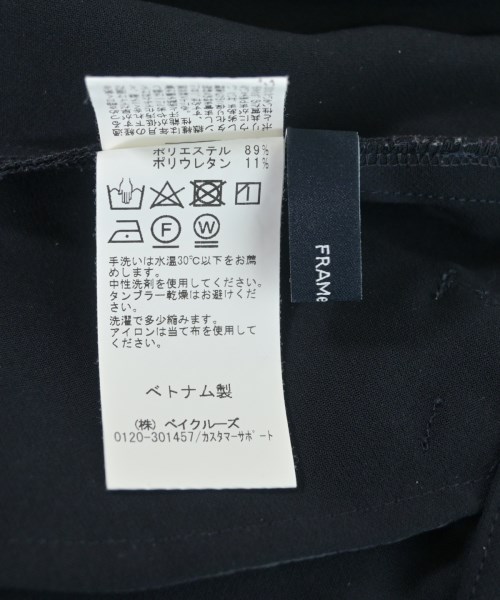 ポリエステル 89%
ポリウレタン 11%
手洗いは水温30℃以下をお薦
めします。
中性洗剤を使用してください。
タンブラー乾燥はお避けくだ
さい。
洗濯で多少縮みます。
アイロンは当て布を使用して
ください。
ベトナム製
(株) ベイクルーズ
0120-301457/カスタマーサポート
FRAMe